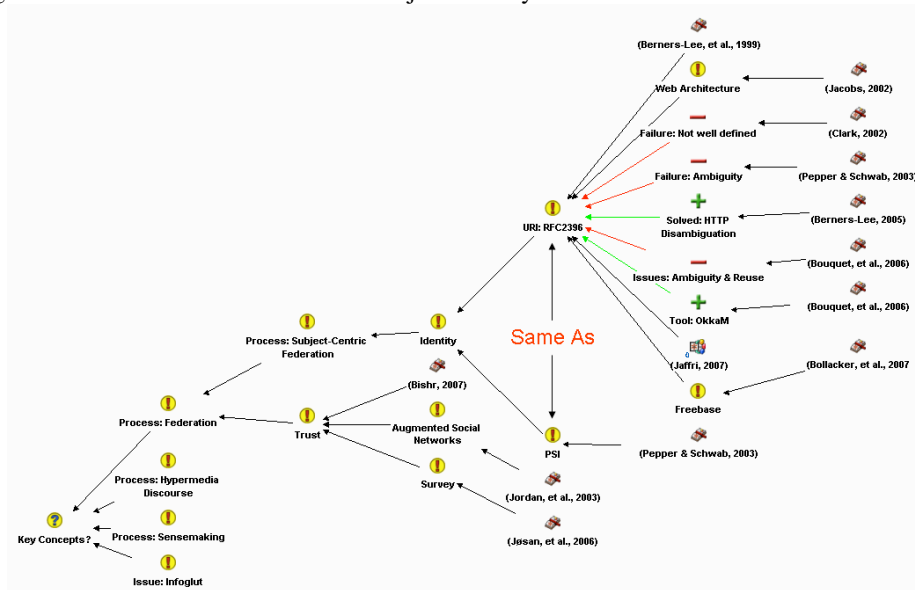 (Berners-Lee, et al., 1999)
Web Architecture
(Jacobs, 2002)
Failure: Not well defined
(Clark, 2002)
Failure: Ambiguity
(Pepper & Schwab, 2003)
URI: RFC2396
Solved: HTTP
Disambiguation
(Berners-Lee, 2005)
Issues: Ambiguity & Reuse
(Bouquet, et al., 2006)
Tool: OkkaM
(Bouquet, et al., 2006)
Process: Subject-Centric
Federation
Identity
Same As
(Jaffri, 2007)
(Bollacker, et al., 2007
(Bishr, 2007)
Freebase
Process: Federation
Trust
Augmented Social
Networks
PSI
(Pepper & Schwab, 2003)
Process: Hypermedia
Discourse
Survey
(Jordan, et al., 2003)
Key Concepts?
Process: Sensemaking
(Jøsan, et al., 2006)
Issue: Infoglut